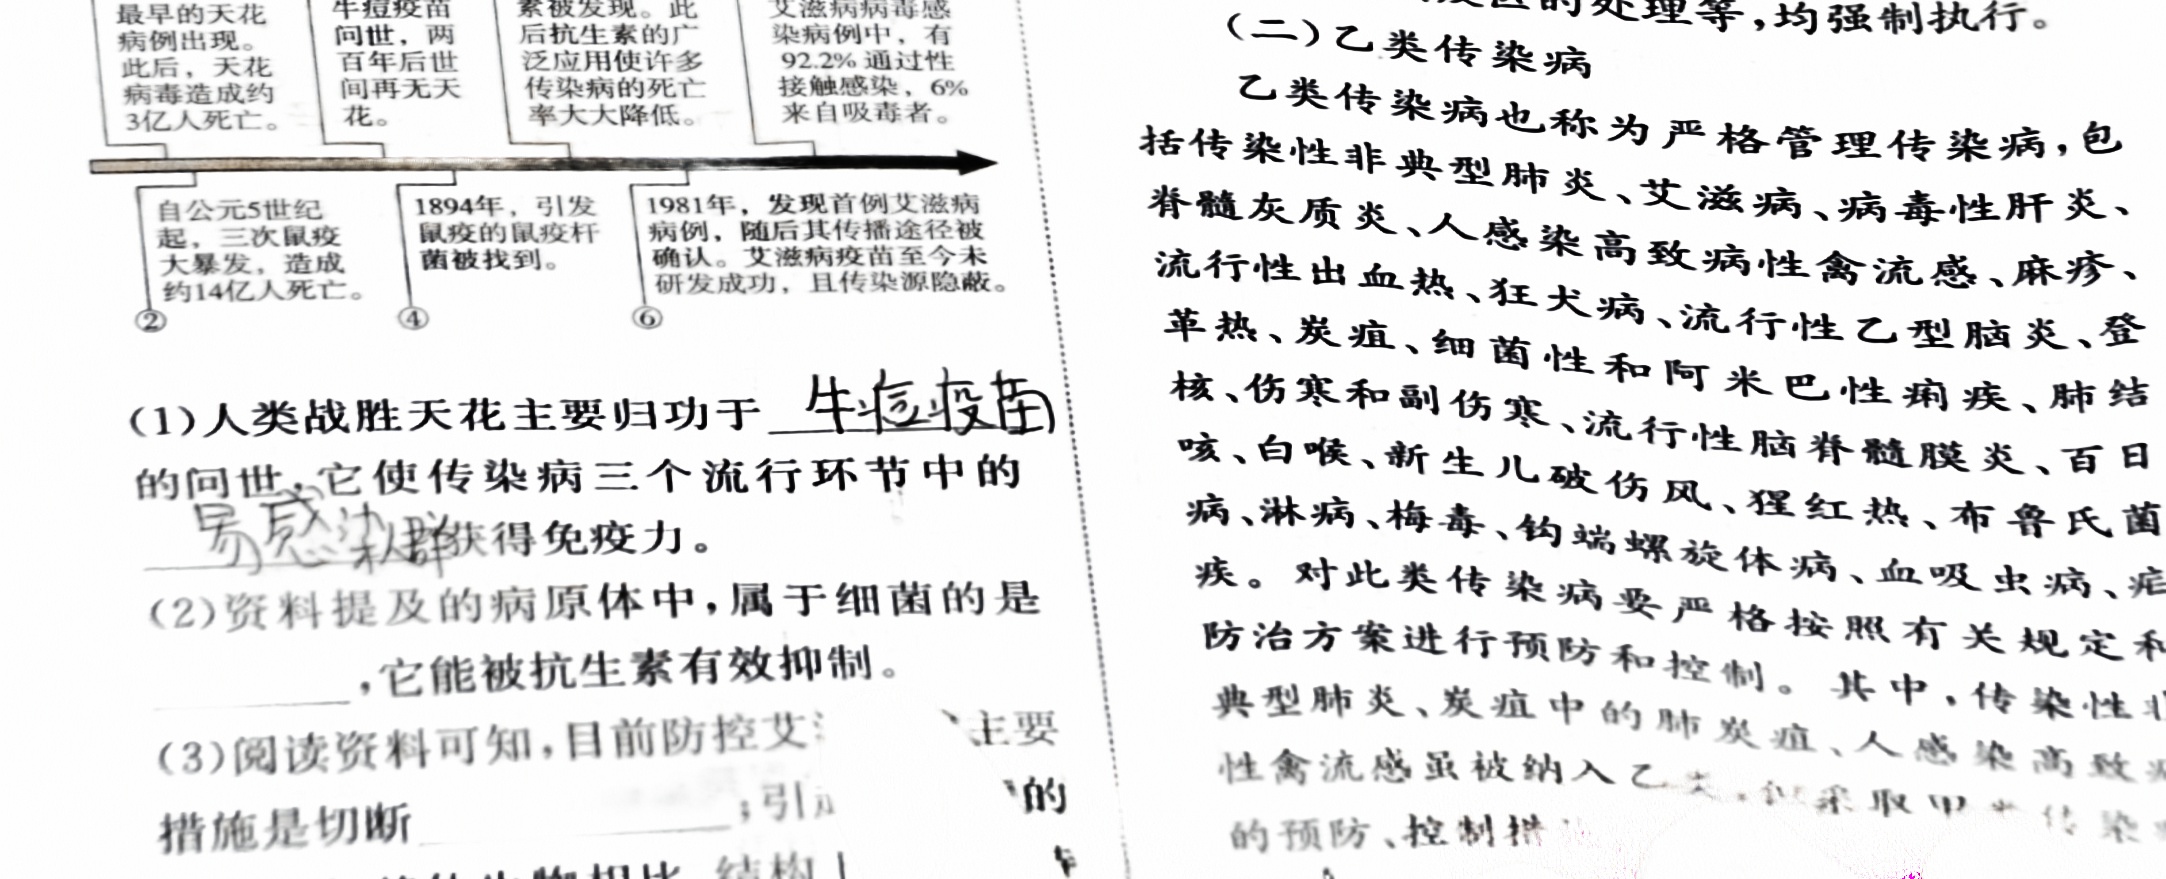 最早的天花
病例出现。
此后，天花
病毒造成约
3亿人死亡。
牛痘疫苗
问世，两
百年后世
间再无天
花。
素被发现。此
后抗生素的广
泛应用使许多
传染病的死亡
率大大降低。
艾滋病病毒感
染病例中，有
92.2%通过性
接触感染，6%
来自吸毒者。
自公元5世纪
起，三次鼠疫
大暴发，造成
约14亿人死亡。
②
1894年，引发
鼠疫的鼠疫杆
菌被找到。
④
1981年，发现首例艾滋病
病例，随后其传播途径被
确认。艾滋病疫苗至今未
研发成功，且传染源隐蔽。
⑥
(1)人类战胜天花主要归功于 牛痘疫苗
的问世，它使传染病三个流行环节中的
易感染人群获得免疫力。
(2)资料提及的病原体中，属于细菌的是
，它能被抗生素有效抑制。
(3)阅读资料可知，目前防控艾 主要
措施是切断 ；引 的
结构
的处理等，均强制执行。
（二）乙类传染病
乙类传染病也称为严格管理传染病，包
括传染性非典型肺炎、艾滋病、病毒性肝炎、
脊髓灰质炎、人感染高致病性禽流感、麻疹、
流行性出血热、狂犬病、流行性乙型脑炎、登
革热、炭疽、细菌性和阿米巴性痢疾、肺结
核、伤寒和副伤寒、流行性脑脊髓膜炎、百日
咳、白喉、新生儿破伤风、猩红热、布鲁氏菌
病、淋病、梅毒、钩端螺旋体病、血吸虫病、疟
疾。对此类传染病要严格按照有关规定和
防治方案进行预防和控制。其中，传染性非
典型肺炎、炭疽中的肺炭疽、人感染高致病
性禽流感虽被纳入乙类，但采取甲类传染
的预防、控制措